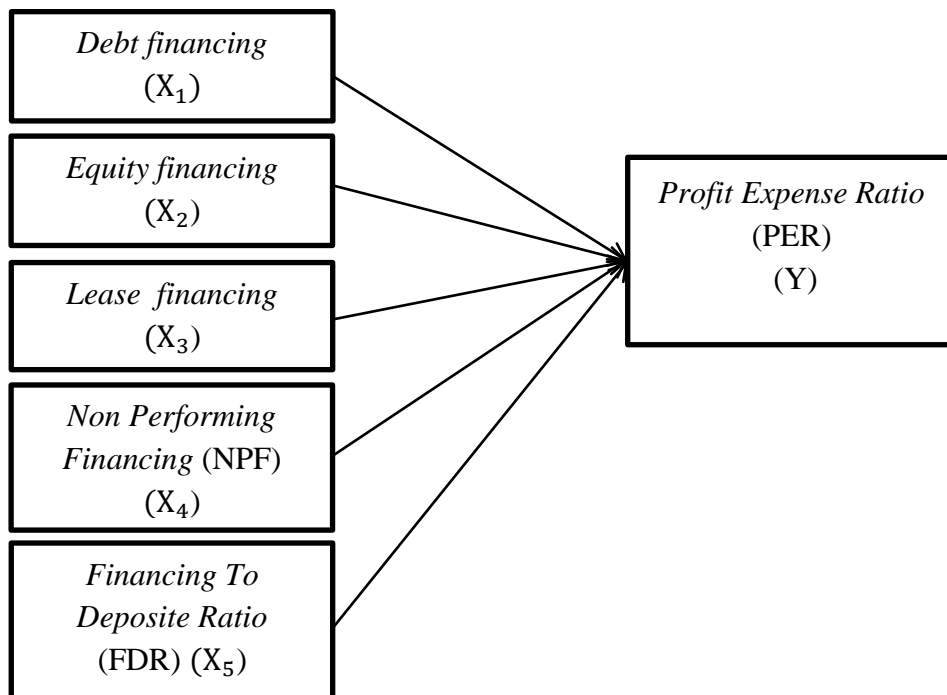 Debt financing
(X₁)
Equity financing
(X₂)
Lease financing
(X₃)
Non Performing
Financing (NPF)
(X₄)
Financing To
Deposite Ratio
(FDR) (X₅)
Profit Expense Ratio
(PER)
(Y)